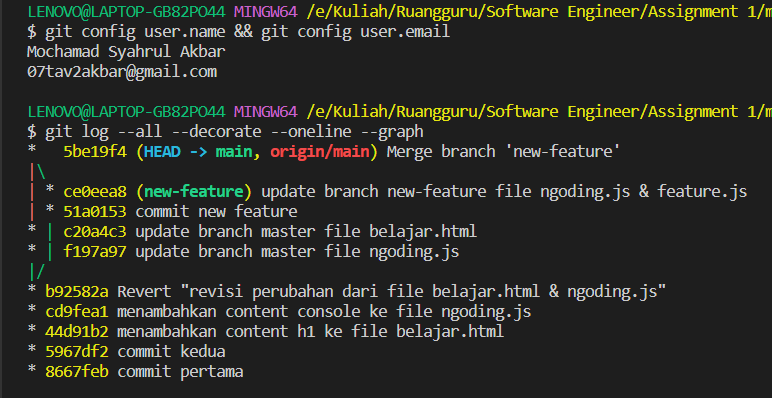 LENOVO@LAPTOP-GB82PO44 MINGW64 /e/Kuliah/Ruangguru/Software Engineer/Assignment 1/m
$ git config user.name && git config user.email
Mochamad Syahrul Akbar
07tav2akbar@gmail.com
LENOVO@LAPTOP-GB82PO44 MINGW64 /e/Kuliah/Ruangguru/Software Engineer/Assignment 1/m
$ git log --all --decorate --oneline --graph
*   5be19f4 (HEAD -> main, origin/main) Merge branch 'new-feature'
|\
| * ce0eea8 (new-feature) update branch new-feature file ngoding.js & feature.js
| * 51a0153 commit new feature
* | c20a4c3 update branch master file belajar.html
* | f197a97 update branch master file ngoding.js
|/
* b92582a Revert "revisi perubahan dari file belajar.html & ngoding.js"
* cd9fea1 menambahkan content console ke file ngoding.js
* 44d91b2 menambahkan content h1 ke file belajar.html
* 5967df2 commit kedua
* 8667feb commit pertama